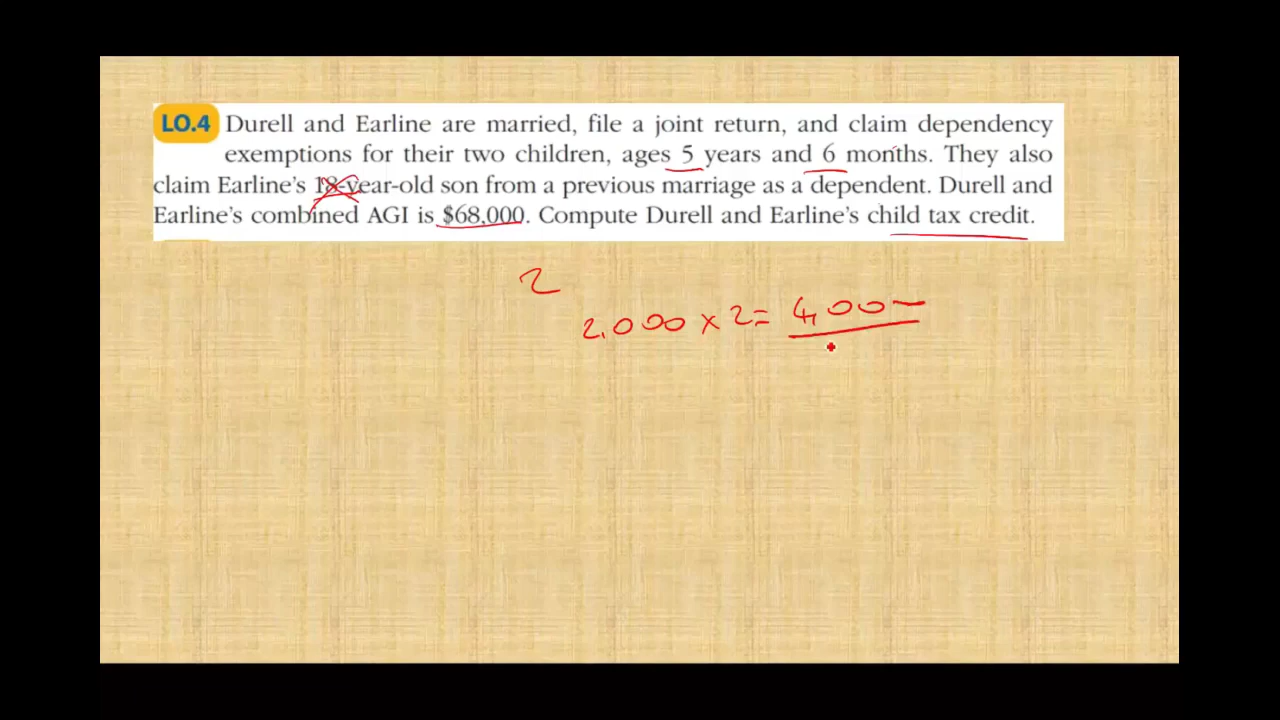 LO.4 Durell and Earline are married, file a joint return, and claim dependency
exemptions for their two children, ages 5 years and 6 months. They also
claim Earline's 18-year-old son from a previous marriage as a dependent. Durell and
Earline's combined AGI is $68,000. Compute Durell and Earline's child tax credit.
2
2,000 x 2 = 4,000